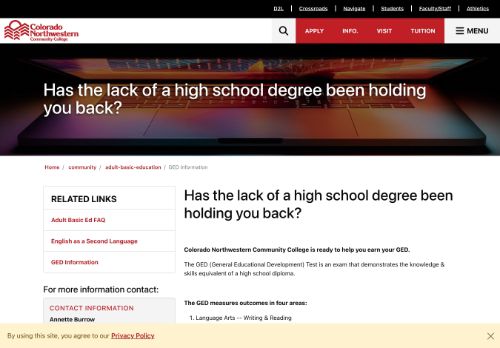 D2L
Crossroads
Navigate
Students
Faculty/Staff
Athletics
Colorado
Northwestern
Community College
APPLY
INFO.
VISIT
TUITION
MENU
Has the lack of a high school degree been holding
you back?
Home / community / adult-basic-education / GED Information
RELATED LINKS
Adult Basic Ed FAQ
English as a Second Language
GED Information
For more information contact:
CONTACT INFORMATION
Annette Burrow
Has the lack of a high school degree been
holding you back?
Colorado Northwestern Community College is ready to help you earn your GED.
The GED (General Educational Development) Test is an exam that demonstrates the knowledge &
skills equivalent of a high school diploma.
The GED measures outcomes in four areas:
1. Language Arts -- Writing & Reading
By using this site, you agree to our Privacy Policy